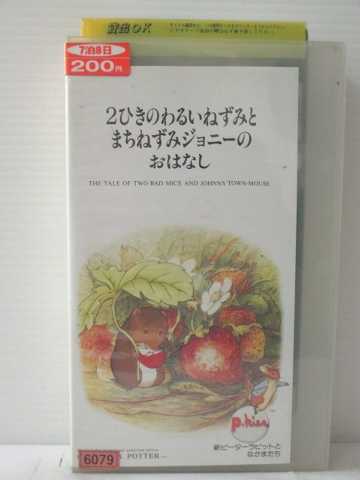 貸出OK
7泊8日
200円
2ひきのわるいねずみと
まちねずみジョニーの
おはなし
THE TALE OF TWO BAD MICE AND JOHNNY TOWN-MOUSE
新ピーターラビットと
なかまたち
6079
POTTER